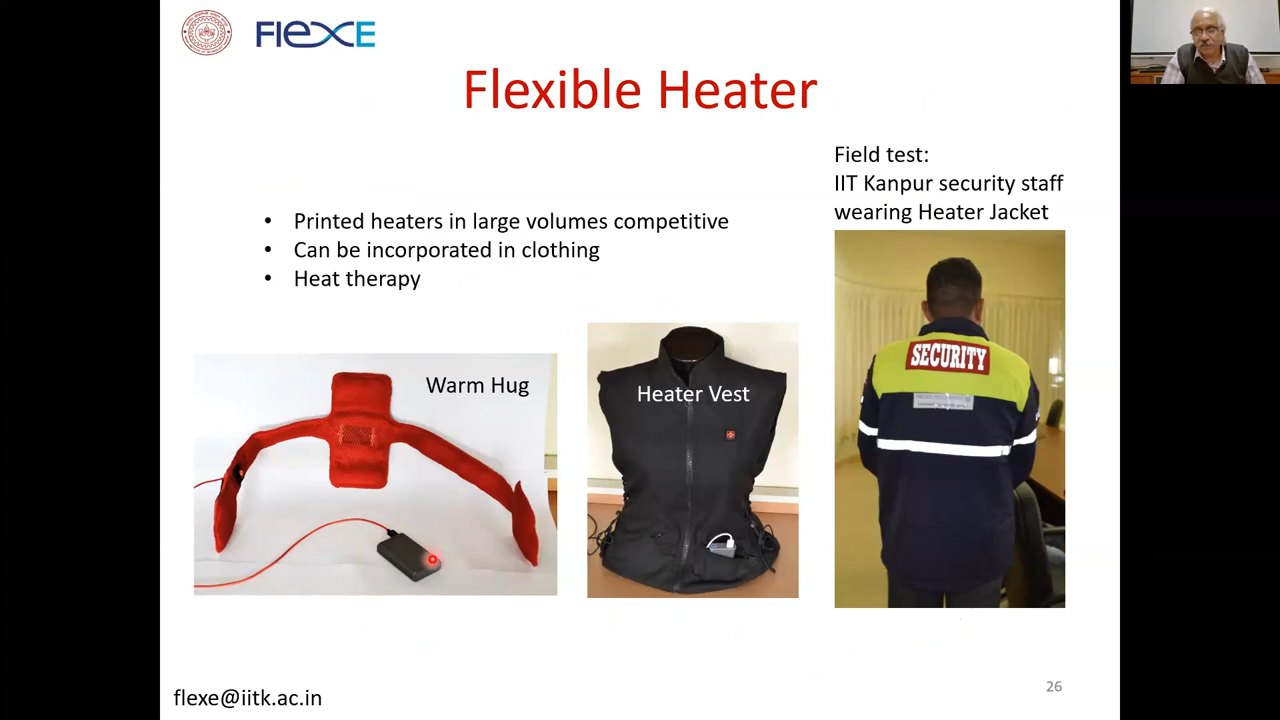 FlexE
Flexible Heater
Field test:
IIT Kanpur security staff
wearing Heater Jacket
• Printed heaters in large volumes competitive
• Can be incorporated in clothing
• Heat therapy
Warm Hug
Heater Vest
SECURITY
flexe@iitk.ac.in
26